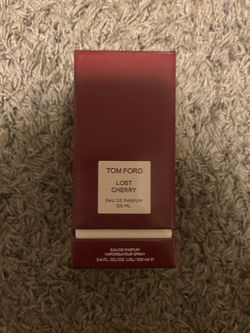 TOM FORD
LOST
CHERRY
EAU DE PARFUM
100 ML
EAU DE PARFUM
VAPORISATEUR SPRAY
3.4 FL.OZ./OZ.LIQ./100 ml ℮